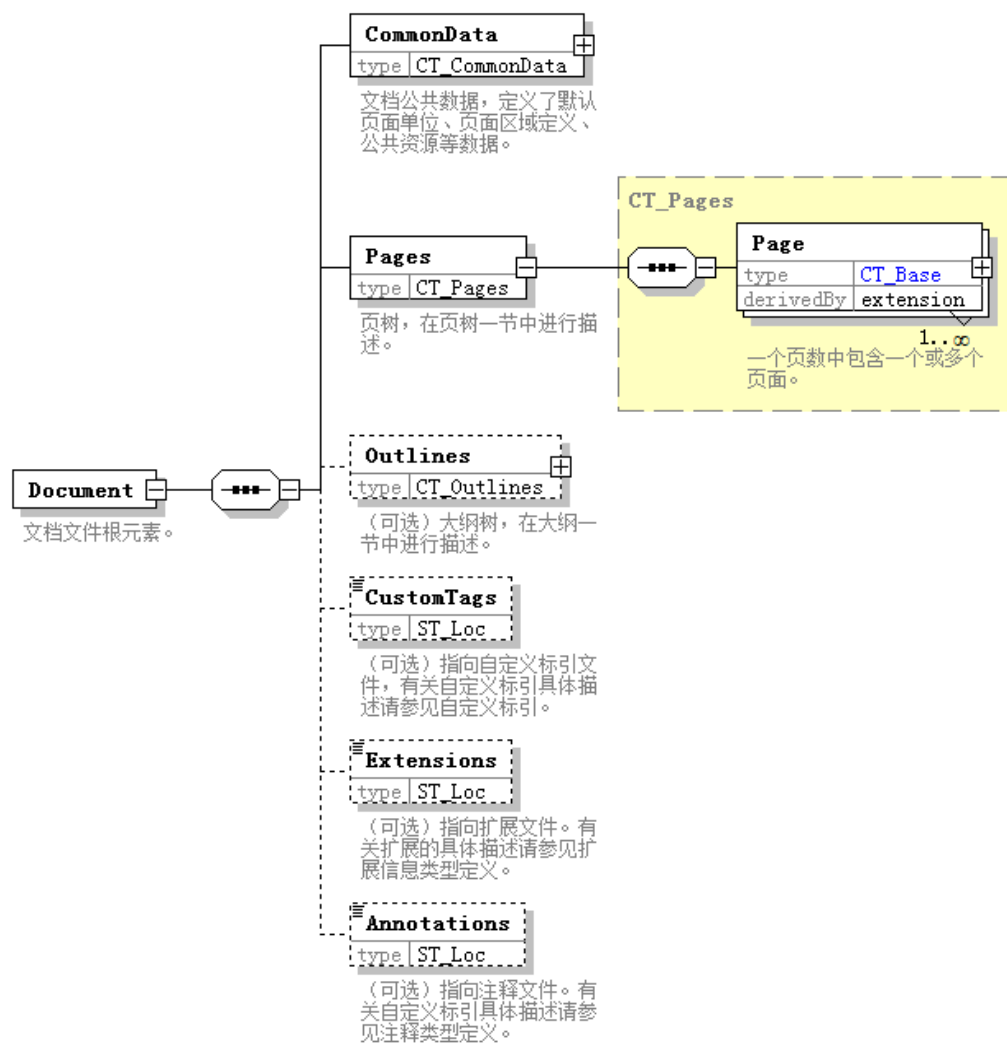 CommonData
type CT_CommonData
文档公共数据，定义了默认
页面单位、页面区域定义、
公共资源等数据。
CT_Pages
Page
type CT_Base
derivedBy extension
1..∞
一个页数中包含一个或多个
页面。
Pages
type CT_Pages
页树，在页树一节中进行描
述。
Document
文档文件根元素。
Outlines
type CT_Outlines
（可选）大纲树，在大纲一
节中进行描述。
CustomTags
type ST_Loc
（可选）指向自定义标引文
件，有关自定义标引具体描
述请参见自定义标引。
Extensions
type ST_Loc
（可选）指向扩展文件。有
关扩展的具体描述请参见扩
展信息类型定义。
Annotations
type ST_Loc
（可选）指向注释文件。有
关自定义标引具体描述请参
见注释类型定义。